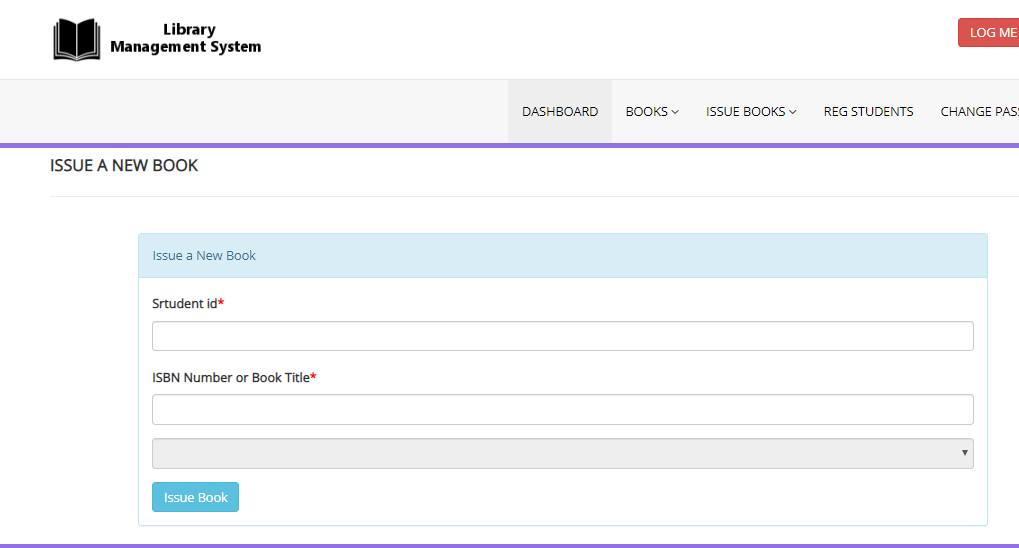 Library
Management System
LOG ME
DASHBOARD BOOKS ISSUE BOOKS REG STUDENTS CHANGE PAS
ISSUE A NEW BOOK
Issue a New Book
Srtudent id*
ISBN Number or Book Title*
Issue Book